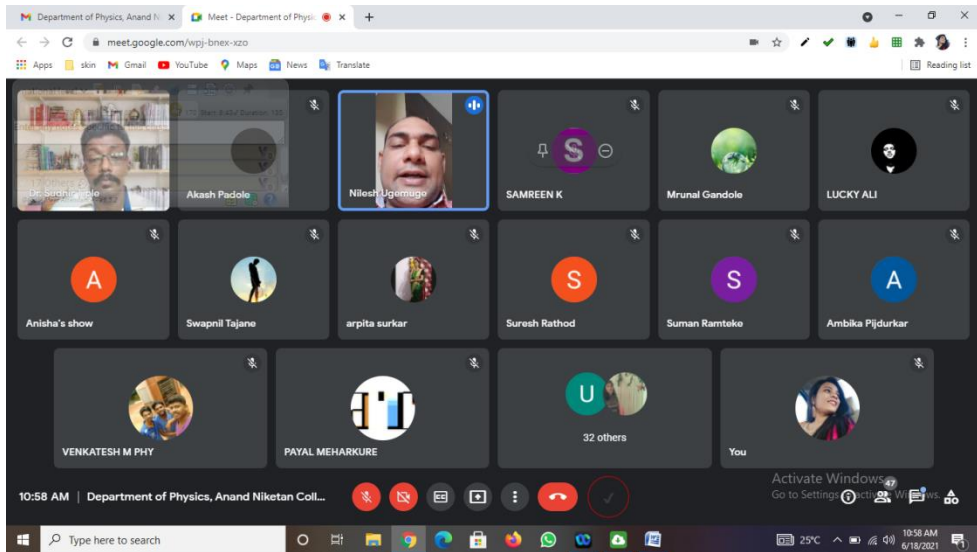 Department of Physics, Anand Ni
Meet - Department of Physic
meet.google.com/wpj-bnex-xzo
Apps
skin
Gmail
YouTube
Maps
News
Translate
Reading list
Akash Padole
Nilesh Ugemuge
S
SAMREEN K
Mrunal Gandole
LUCKY ALI
A
Anisha's show
Swapnil Tajane
arpita surkar
S
Suresh Rathod
S
Suman Ramteke
A
Ambika Pijdurkar
VENKATESH M PHY
PAYAL MEHARKURE
U
32 others
You
Activate Windows
Go to Settings
10:58 AM | Department of Physics, Anand Niketan Coll...
CC
47
Type here to search
25°C
10:58 AM
6/18/2021